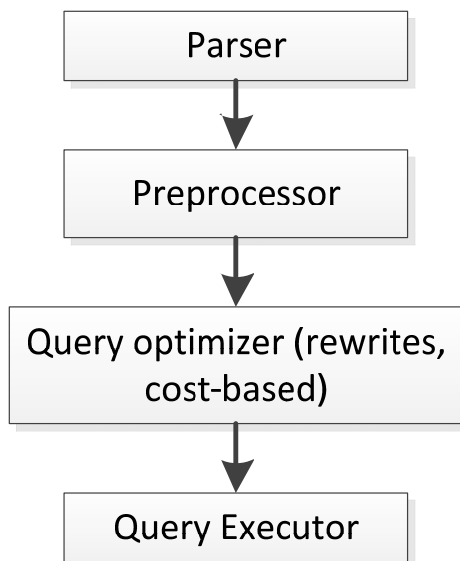 Parser
Preprocessor
Query optimizer (rewrites,
cost-based)
Query Executor